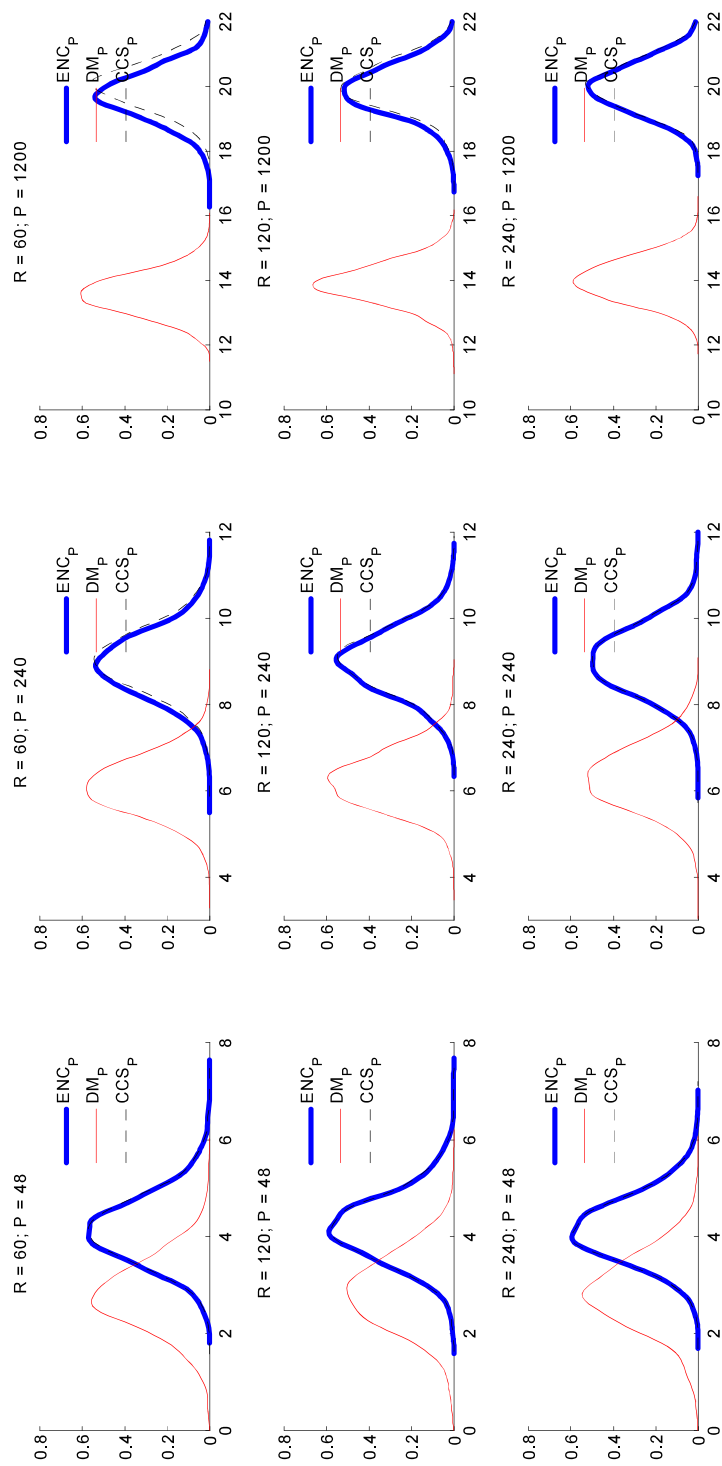 R = 60; P = 48
0.8
0.6
0.4
0.2
0
ENC_P
DM_P
CCS_P
0 2 4 6 8
R = 60; P = 240
0.8
0.6
0.4
0.2
0
ENC_P
DM_P
CCS_P
4 6 8 10 12
R = 60; P = 1200
0.8
0.6
0.4
0.2
0
ENC_P
DM_P
CCS_P
10 12 14 16 18 20 22
R = 120; P = 48
0.8
0.6
0.4
0.2
0
ENC_P
DM_P
CCS_P
0 2 4 6 8
R = 120; P = 240
0.8
0.6
0.4
0.2
0
ENC_P
DM_P
CCS_P
4 6 8 10 12
R = 120; P = 1200
0.8
0.6
0.4
0.2
0
ENC_P
DM_P
CCS_P
10 12 14 16 18 20 22
R = 240; P = 48
0.8
0.6
0.4
0.2
0
ENC_P
DM_P
CCS_P
0 2 4 6 8
R = 240; P = 240
0.8
0.6
0.4
0.2
0
ENC_P
DM_P
CCS_P
4 6 8 10 12
R = 240; P = 1200
0.8
0.6
0.4
0.2
0
ENC_P
DM_P
CCS_P
10 12 14 16 18 20 22